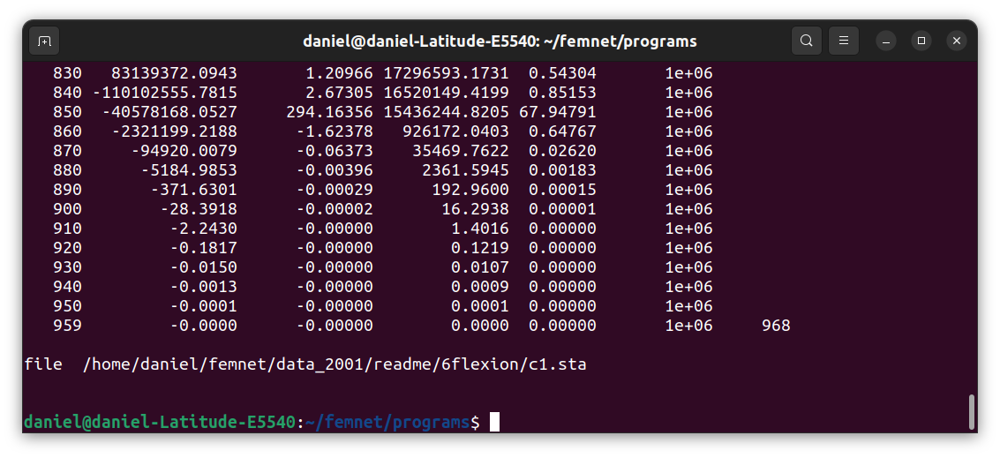 daniel@daniel-Latitude-E5540: ~/femnet/programs
830 83139372.0943 1.20966 17296593.1731 0.54304 1e+06
840 -110102555.7815 2.67305 16520149.4199 0.85153 1e+06
850 -40578168.0527 294.16356 15436244.8205 67.94791 1e+06
860 -2321199.2188 -1.62378 926172.0403 0.64767 1e+06
870 -94920.0079 -0.06373 35469.7622 0.02620 1e+06
880 -5184.9853 -0.00396 2361.5945 0.00183 1e+06
890 -371.6301 -0.00029 192.9600 0.00015 1e+06
900 -28.3918 -0.00002 16.2938 0.00001 1e+06
910 -2.2430 -0.00000 1.4016 0.00000 1e+06
920 -0.1817 -0.00000 0.1219 0.00000 1e+06
930 -0.0150 -0.00000 0.0107 0.00000 1e+06
940 -0.0013 -0.00000 0.0009 0.00000 1e+06
950 -0.0001 -0.00000 0.0001 0.00000 1e+06
959 -0.0000 -0.00000 0.0000 0.00000 1e+06 968
file /home/daniel/femnet/data_2001/readme/6flexion/c1.sta
daniel@daniel-Latitude-E5540:~/femnet/programs$